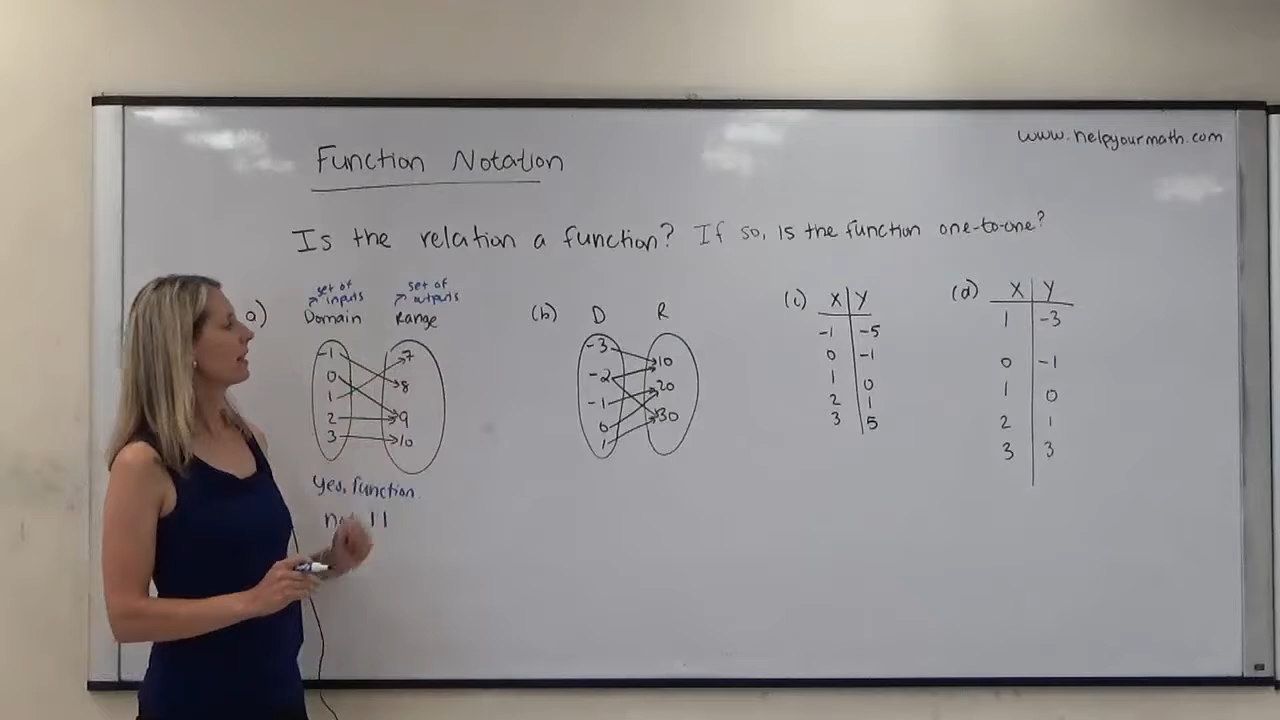 www.helpyourmath.com
Function Notation
Is the relation a function? If so, is the function one-to-one?
a)
set of inputs
Domain
-1
0
1
2
3
set of outputs
Range
7
8
9
10
Yes, function.
(b)
D
-3
-2
-1
0
1
R
10
20
30
(c)
X Y
-1 -5
0 -1
1 0
2 1
3 5
(d)
X Y
1 -3
0 -1
1 0
2 1
3 3